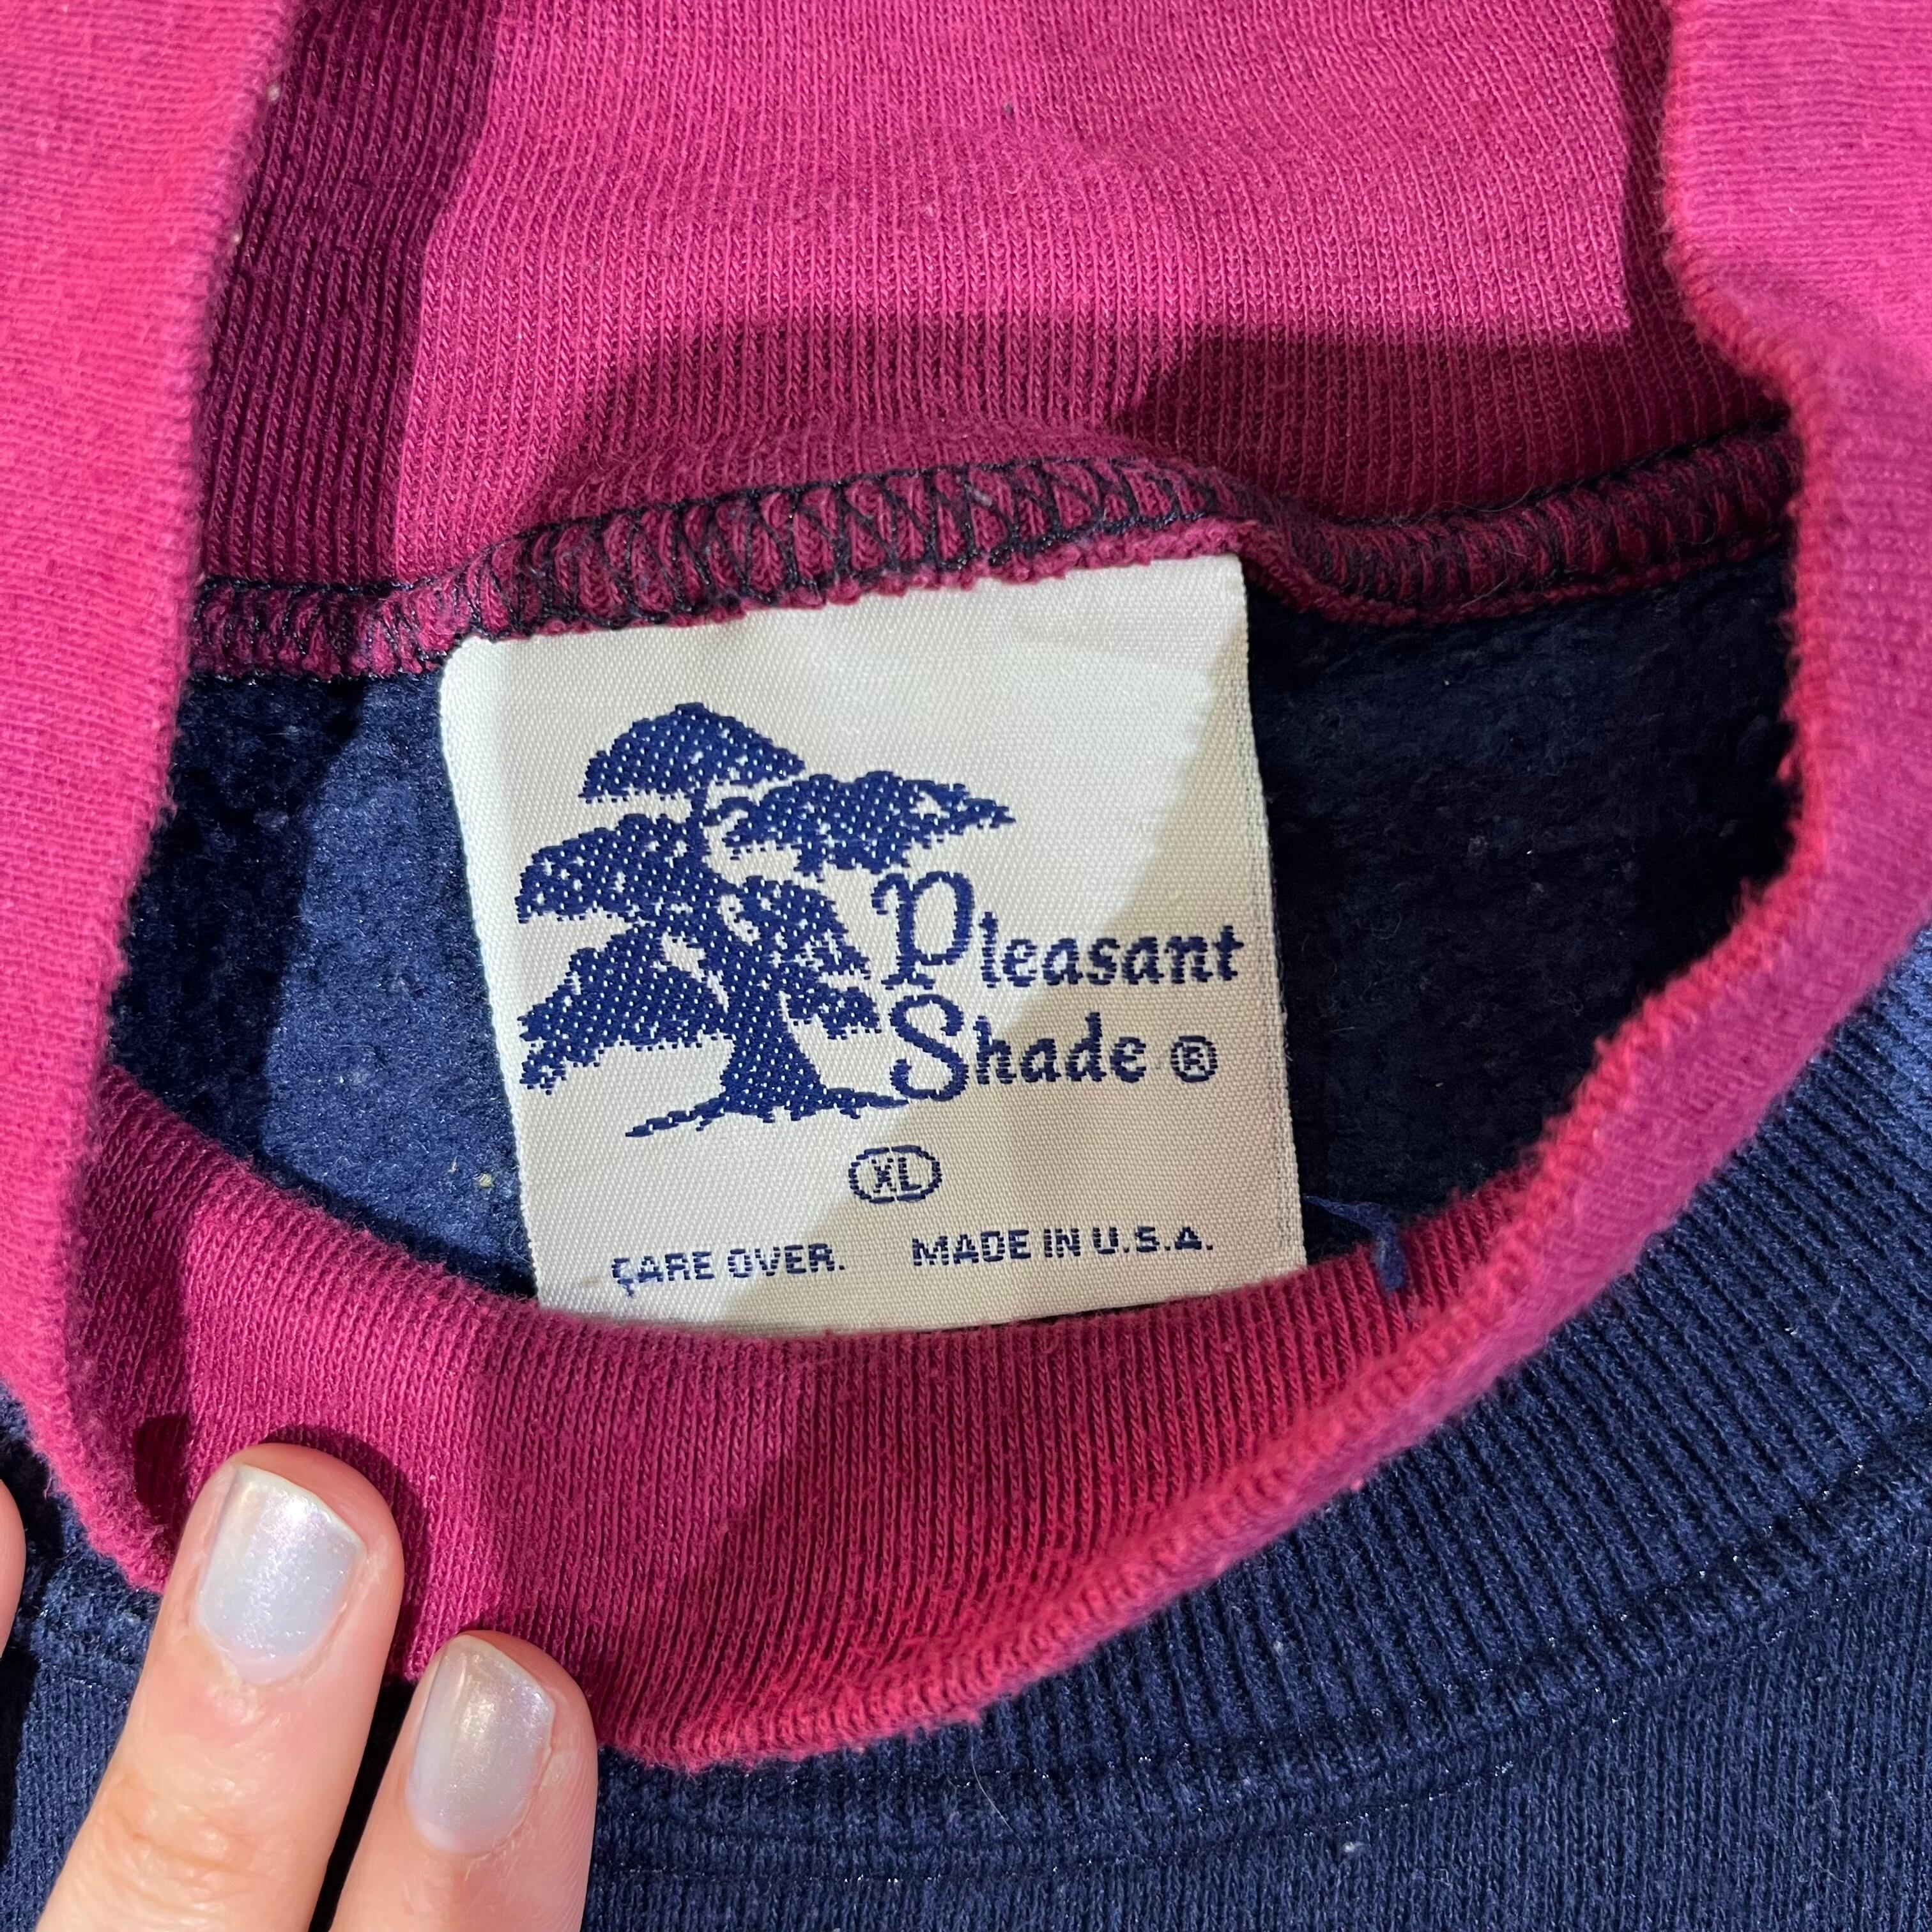 Pleasant
Shade ®
XL
CARE OVER. MADE IN U.S.A.